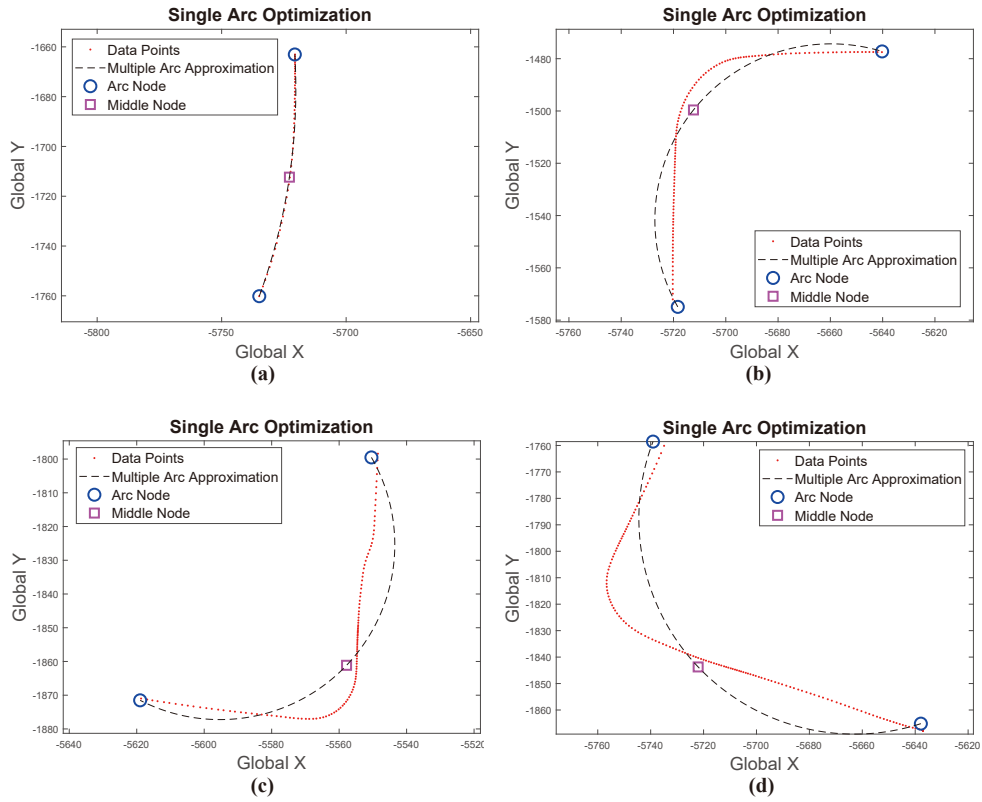 Single Arc Optimization
-1660
-1680
-1700
-1720
-1740
-1760
Global Y
Data Points
Multiple Arc Approximation
Arc Node
Middle Node
-5800
-5750
-5700
-5650
Global X
(a)
Single Arc Optimization
-1480
-1500
-1520
-1540
-1560
-1580
Global Y
Data Points
Multiple Arc Approximation
Arc Node
Middle Node
-5760
-5740
-5720
-5700
-5680
-5660
-5640
-5620
Global X
(b)
Single Arc Optimization
-1800
-1810
-1820
-1830
-1840
-1850
-1860
-1870
-1880
Global Y
Data Points
Multiple Arc Approximation
Arc Node
Middle Node
-5640
-5620
-5600
-5580
-5560
-5540
-5520
Global X
(c)
Single Arc Optimization
-1760
-1770
-1780
-1790
-1800
-1810
-1820
-1830
-1840
-1850
-1860
Global Y
Data Points
Multiple Arc Approximation
Arc Node
Middle Node
-5760
-5740
-5720
-5700
-5680
-5660
-5640
-5620
Global X
(d)